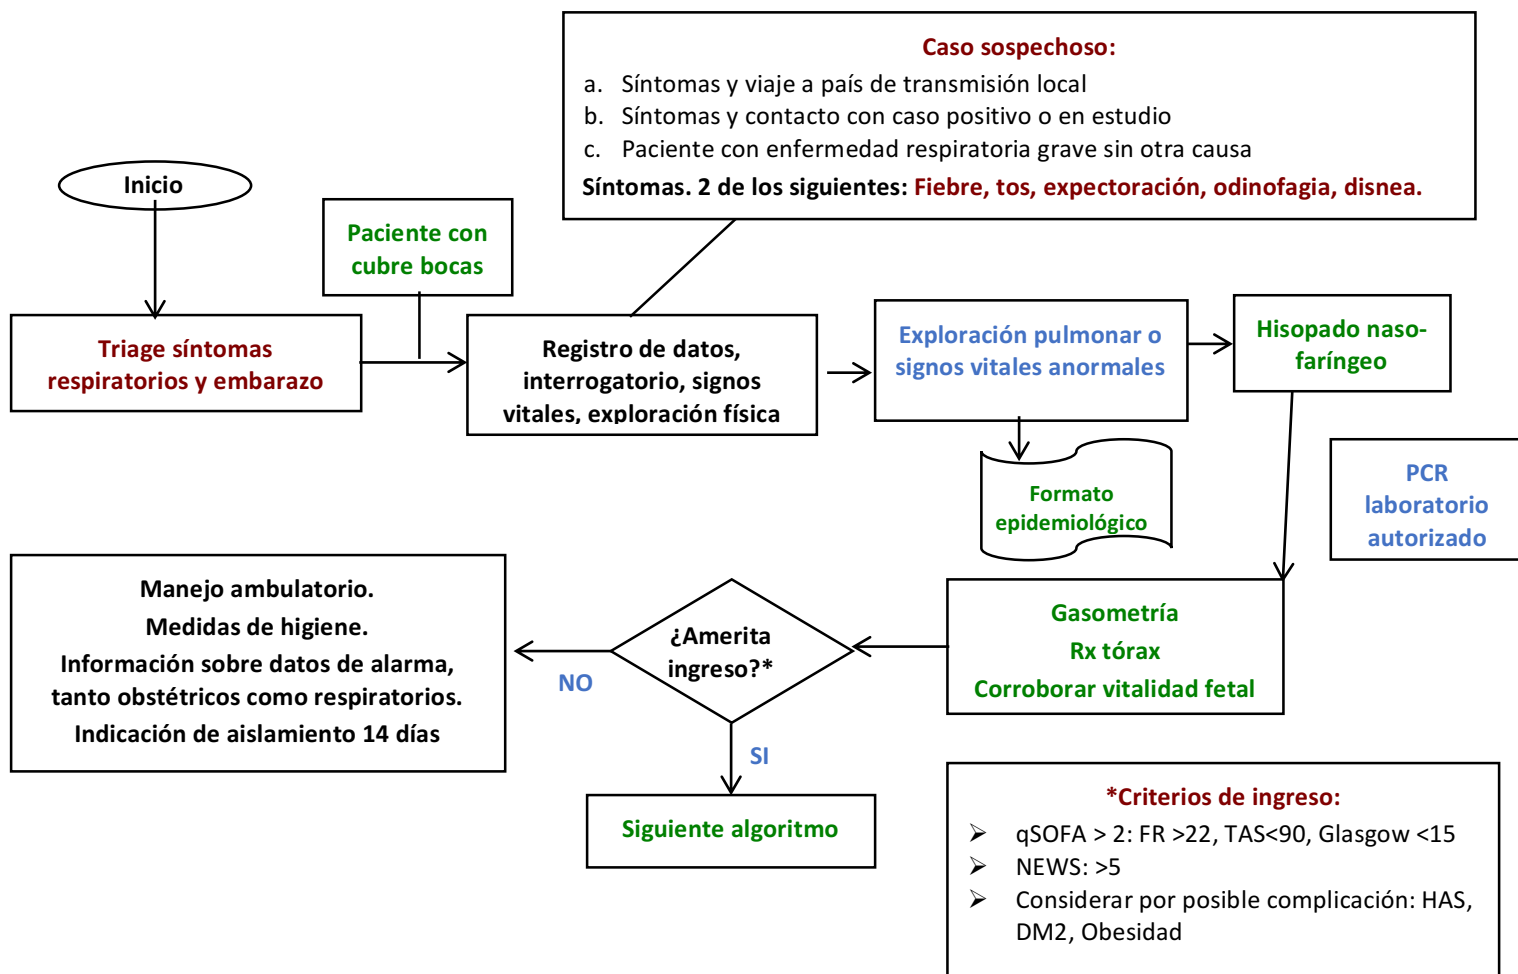 Caso sospechoso:
a. Síntomas y viaje a país de transmisión local
b. Síntomas y contacto con caso positivo o en estudio
c. Paciente con enfermedad respiratoria grave sin otra causa
Síntomas. 2 de los siguientes: Fiebre, tos, expectoración, odinofagia, disnea.
Inicio
Paciente con
cubre bocas
Triage síntomas
respiratorios y embarazo
Registro de datos,
interrogatorio, signos
vitales, exploración física
Exploración pulmonar o
signos vitales anormales
Hisopado naso-
faríngeo
Formato
epidemiológico
PCR
laboratorio
autorizado
Gasometría
Rx tórax
Corroborar vitalidad fetal
¿Amerita
ingreso?*
NO
SI
Manejo ambulatorio.
Medidas de higiene.
Información sobre datos de alarma,
tanto obstétricos como respiratorios.
Indicación de aislamiento 14 días
Siguiente algoritmo
*Criterios de ingreso:
➢ qSOFA > 2: FR >22, TAS<90, Glasgow <15
➢ NEWS: >5
➢ Considerar por posible complicación: HAS,
DM2, Obesidad